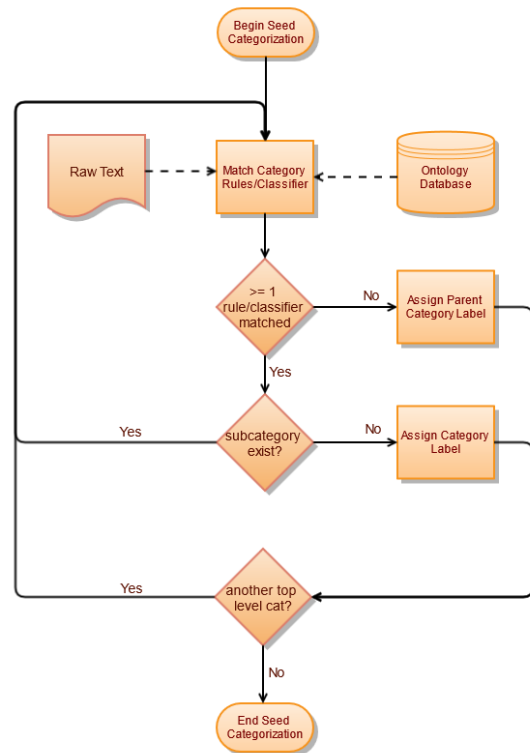 Begin Seed
Categorization
Raw Text
Match Category
Rules/Classifier
Ontology
Database
>= 1
rule/classifier
matched
No
Assign Parent
Category Label
Yes
subcategory
exist?
Yes
No
Assign Category
Label
another top
level cat?
Yes
No
End Seed
Categorization